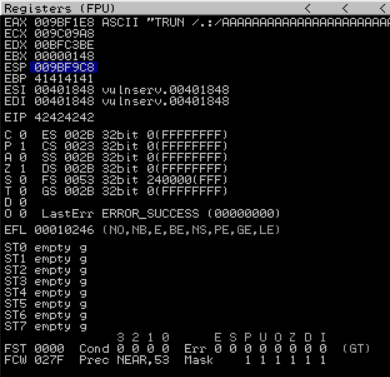 Registers (FPU) < < <
EAX 009BF1E8 ASCII "TRUN /.:/AAAAAAAAAAAAAAAAAAAAA
ECX 009C09A8
EDX 00BFC3BE
EBX 00000148
ESP 009BF9C8
EBP 41414141
ESI 00401848 vulnserv.00401848
EDI 00401848 vulnserv.00401848
EIP 42424242
C 0 ES 002B 32bit 0(FFFFFFFF)
P 1 CS 0023 32bit 0(FFFFFFFF)
A 0 SS 002B 32bit 0(FFFFFFFF)
Z 1 DS 002B 32bit 0(FFFFFFFF)
S 0 FS 0053 32bit 240000(FFF)
T 0 GS 002B 32bit 0(FFFFFFFF)
D 0
O 0 LastErr ERROR_SUCCESS (00000000)
EFL 00010246 (NO,NB,E,BE,NS,PE,GE,LE)
ST0 empty g
ST1 empty g
ST2 empty g
ST3 empty g
ST4 empty g
ST5 empty g
ST6 empty g
ST7 empty g
3 2 1 0 E S P U O Z D I
FST 0000 Cond 0 0 0 0 Err 0 0 0 0 0 0 0 0 (GT)
FCW 027F Prec NEAR,53 Mask 1 1 1 1 1 1